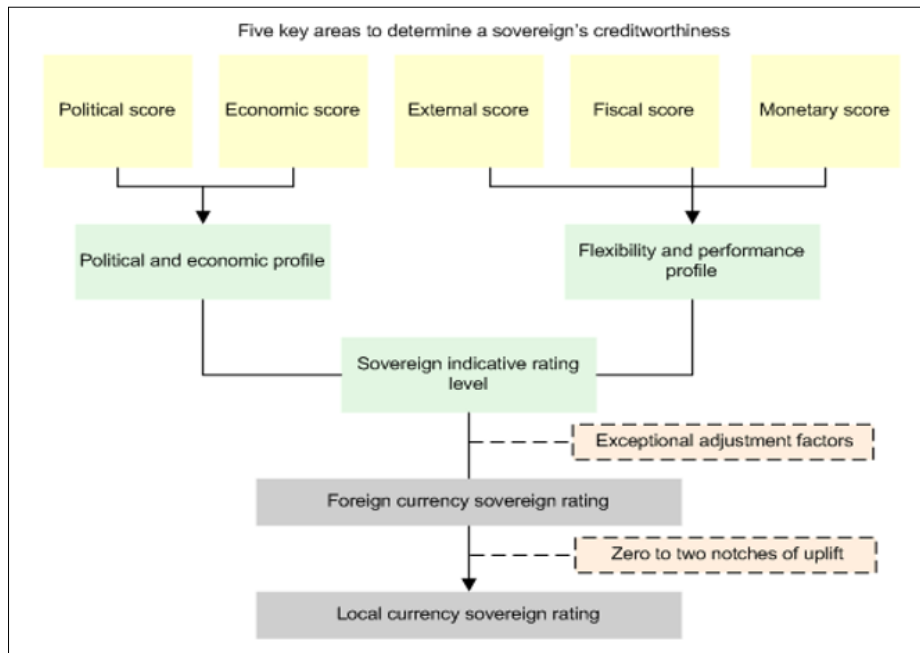 Five key areas to determine a sovereign's creditworthiness
Political score
Economic score
External score
Fiscal score
Monetary score
Political and economic profile
Flexibility and performance
profile
Sovereign indicative rating
level
Exceptional adjustment factors
Foreign currency sovereign rating
Zero to two notches of uplift
Local currency sovereign rating